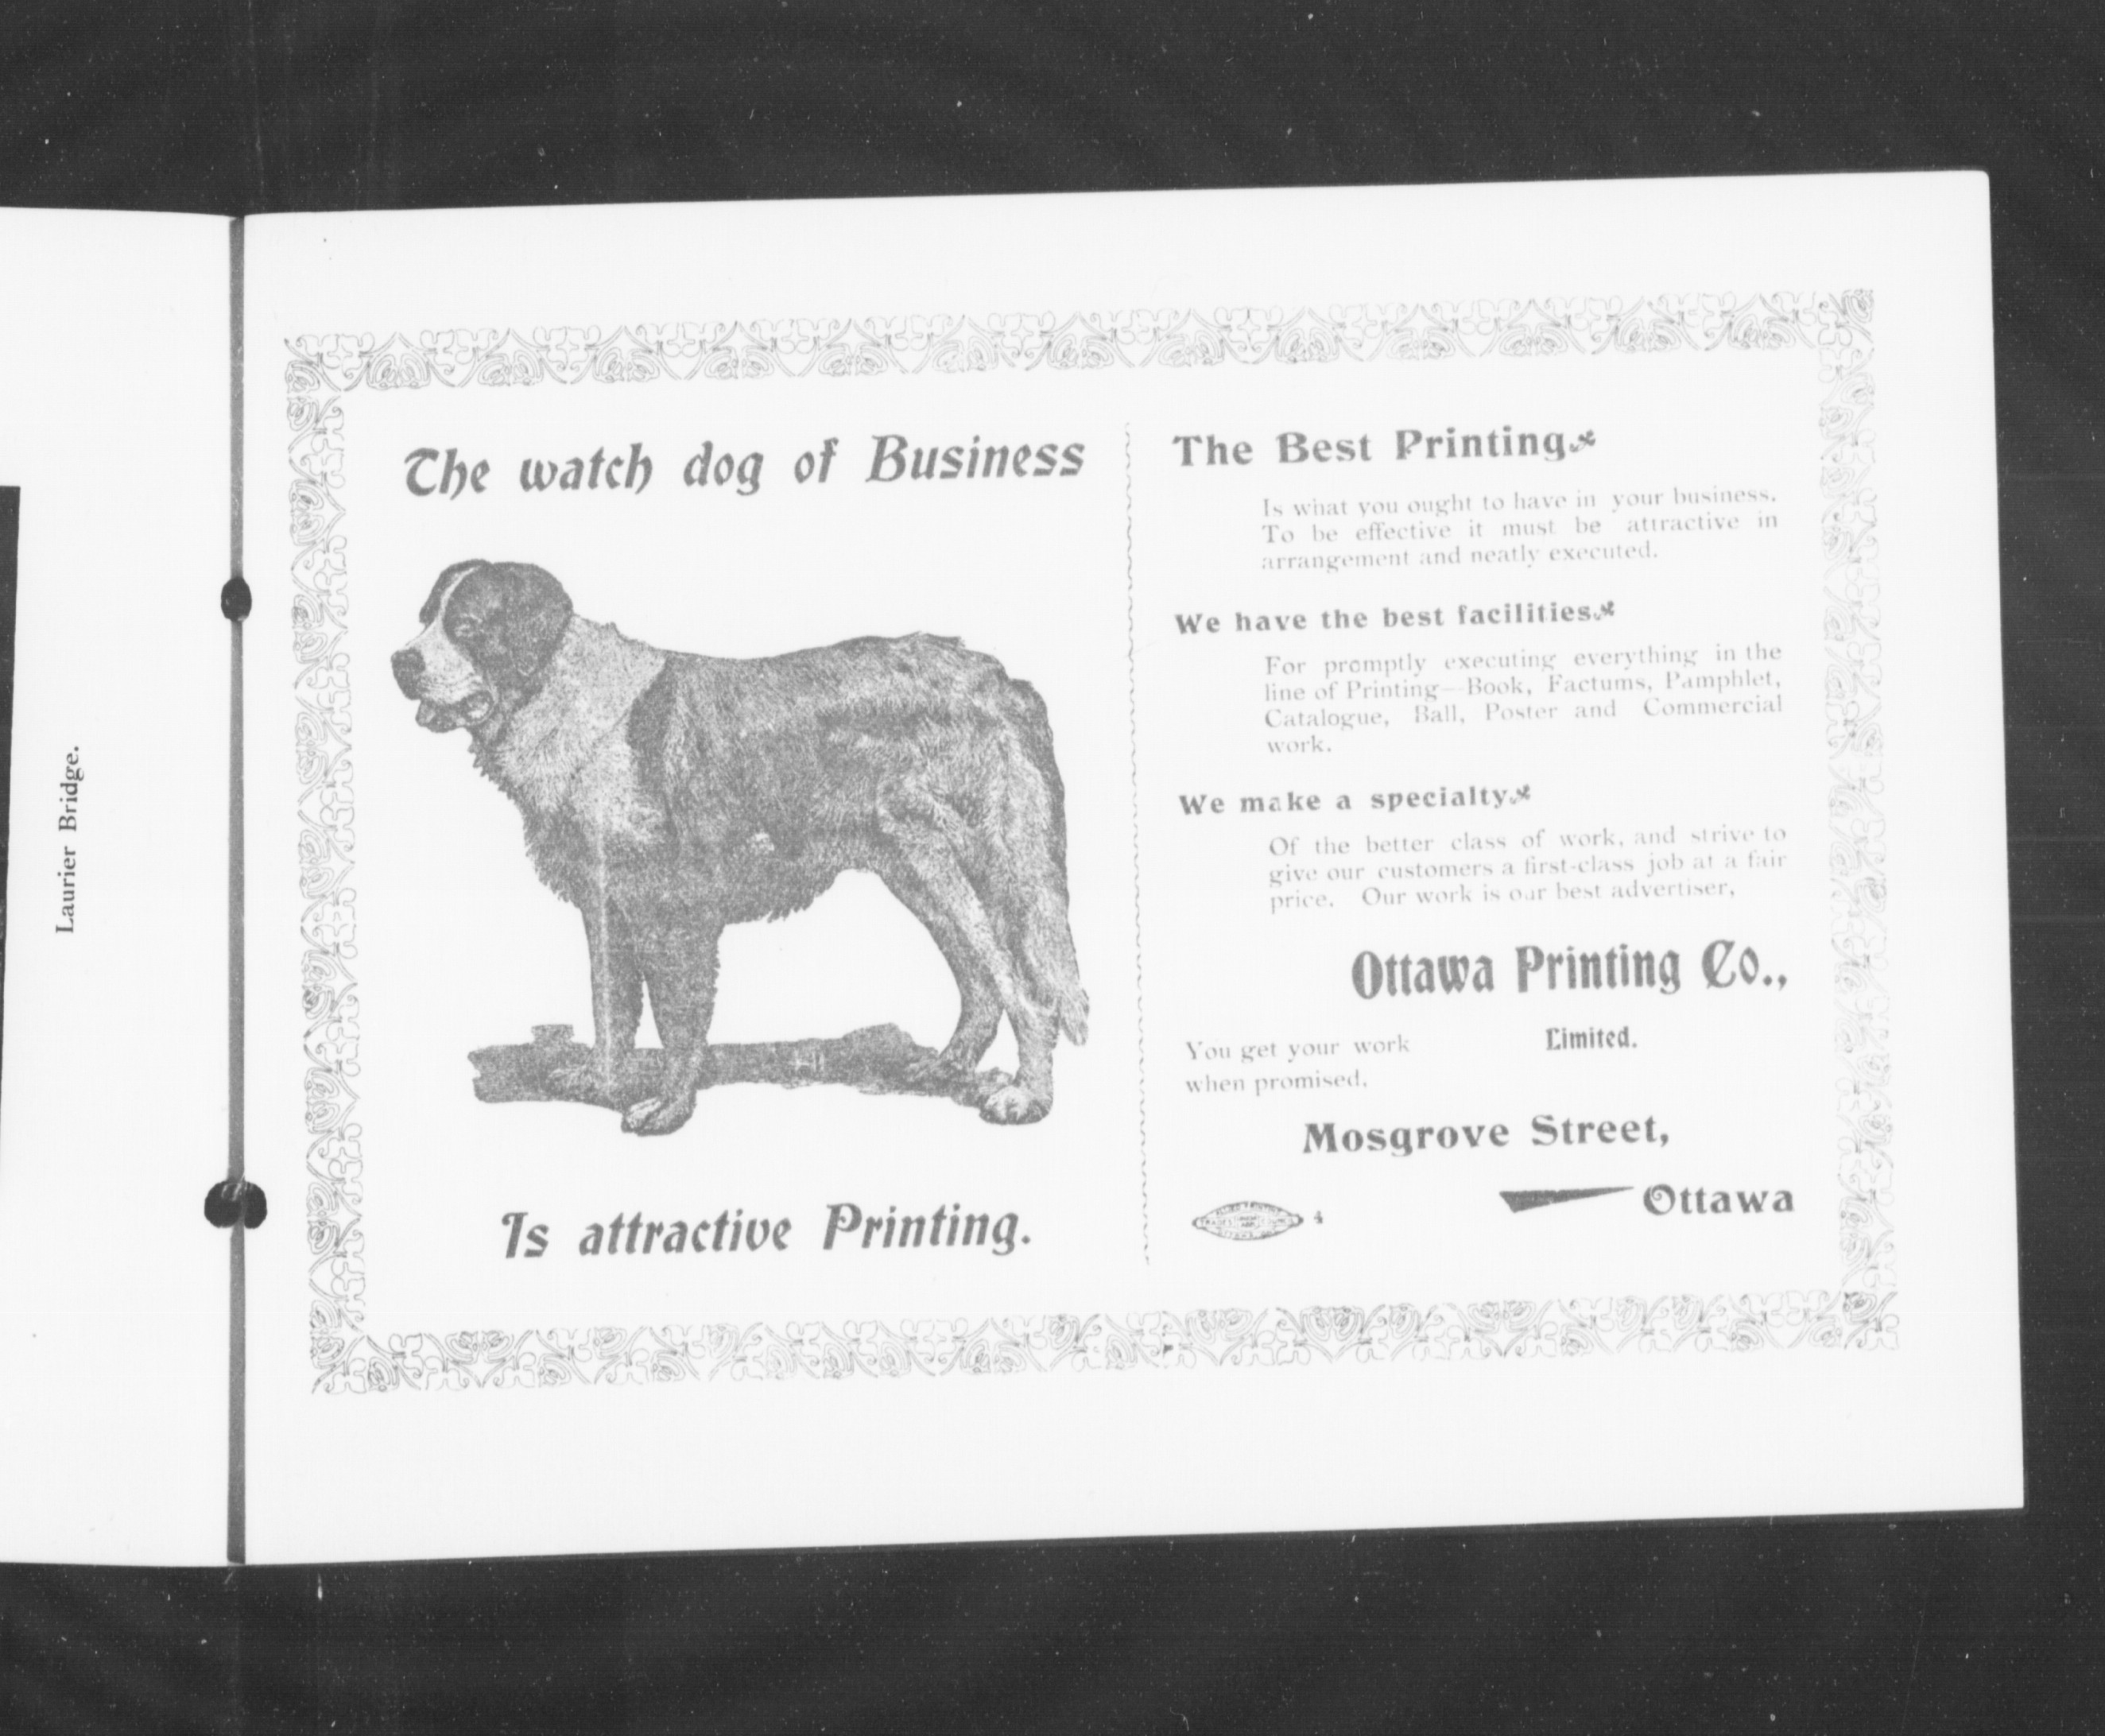 Laurier Bridge.
The watch dog of Business
Is attractive Printing.
The Best Printing
Is what you ought to have in your business.
To be effective it must be attractive in
arrangement and neatly executed.
We have the best facilities
For promptly executing everything in the
line of Printing—Book, Factums, Pamphlet,
Catalogue, Ball, Poster and Commercial
work.
We make a specialty
Of the better class of work, and strive to
give our customers a first-class job at a fair
price. Our work is our best advertiser,
Ottawa Printing Co.,
Limited.
You get your work
when promised.
Mosgrove Street,
Ottawa
4